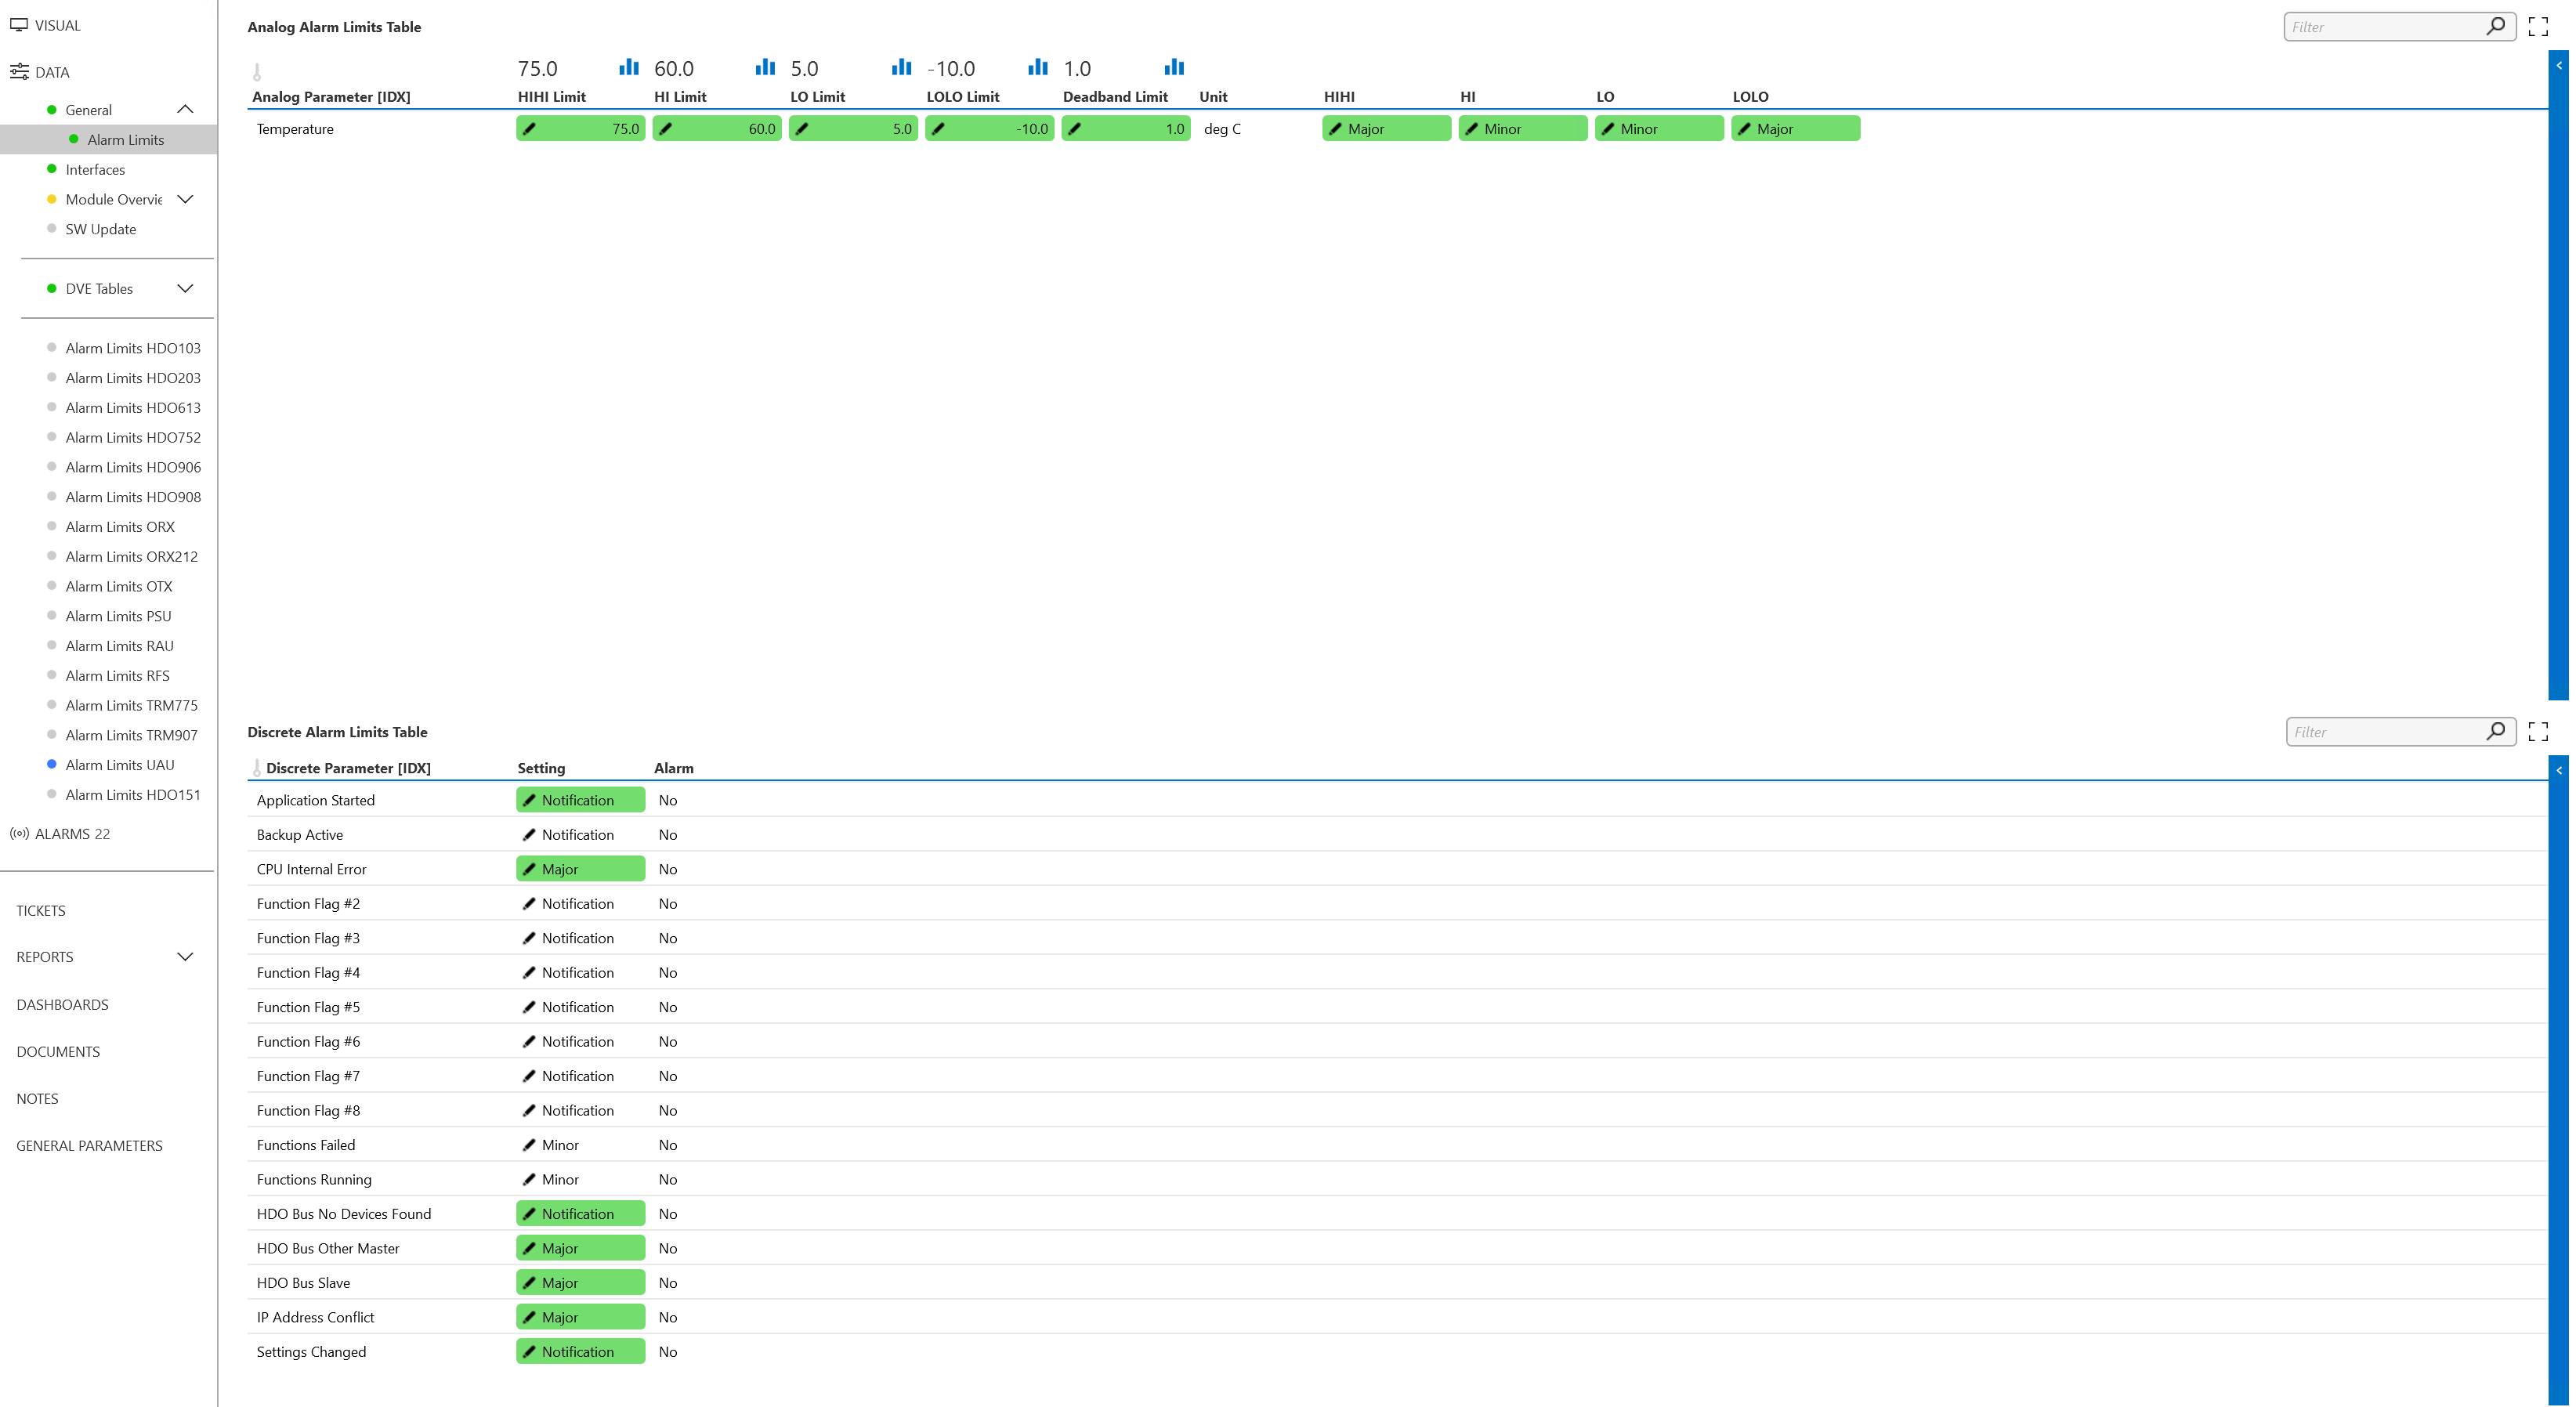 VISUAL
DATA
General
Alarm Limits
Interfaces
Module Overvie
SW Update
DVE Tables
Alarm Limits HDO103
Alarm Limits HDO203
Alarm Limits HDO613
Alarm Limits HDO752
Alarm Limits HDO906
Alarm Limits HDO908
Alarm Limits ORX
Alarm Limits ORX212
Alarm Limits OTX
Alarm Limits PSU
Alarm Limits RAU
Alarm Limits RFS
Alarm Limits TRM775
Alarm Limits TRM907
Alarm Limits UAU
Alarm Limits HDO151
ALARMS 22
TICKETS
REPORTS
DASHBOARDS
DOCUMENTS
NOTES
GENERAL PARAMETERS
Analog Alarm Limits Table
Filter
75.0 60.0 5.0 -10.0 1.0
Analog Parameter [IDX] HIHI Limit HI Limit LO Limit LOLO Limit Deadband Limit Unit HIHI HI LO LOLO
Temperature 75.0 60.0 5.0 -10.0 1.0 deg C Major Minor Minor Major
Discrete Alarm Limits Table
Filter
Discrete Parameter [IDX] Setting Alarm
Application Started Notification No
Backup Active Notification No
CPU Internal Error Major No
Function Flag #2 Notification No
Function Flag #3 Notification No
Function Flag #4 Notification No
Function Flag #5 Notification No
Function Flag #6 Notification No
Function Flag #7 Notification No
Function Flag #8 Notification No
Functions Failed Minor No
Functions Running Minor No
HDO Bus No Devices Found Notification No
HDO Bus Other Master Major No
HDO Bus Slave Major No
IP Address Conflict Major No
Settings Changed Notification No